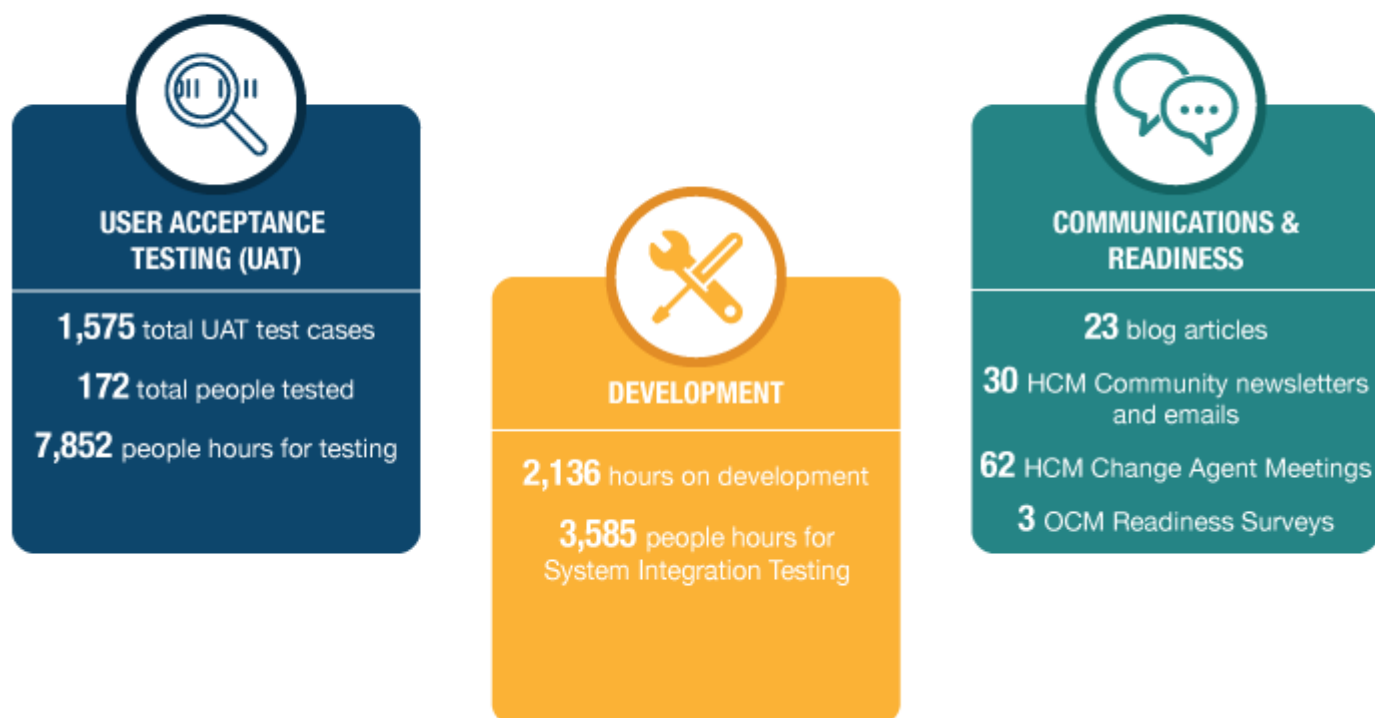 USER ACCEPTANCE
TESTING (UAT)
1,575 total UAT test cases
172 total people tested
7,852 people hours for testing
DEVELOPMENT
2,136 hours on development
3,585 people hours for
System Integration Testing
COMMUNICATIONS &
READINESS
23 blog articles
30 HCM Community newsletters
and emails
62 HCM Change Agent Meetings
3 OCM Readiness Surveys